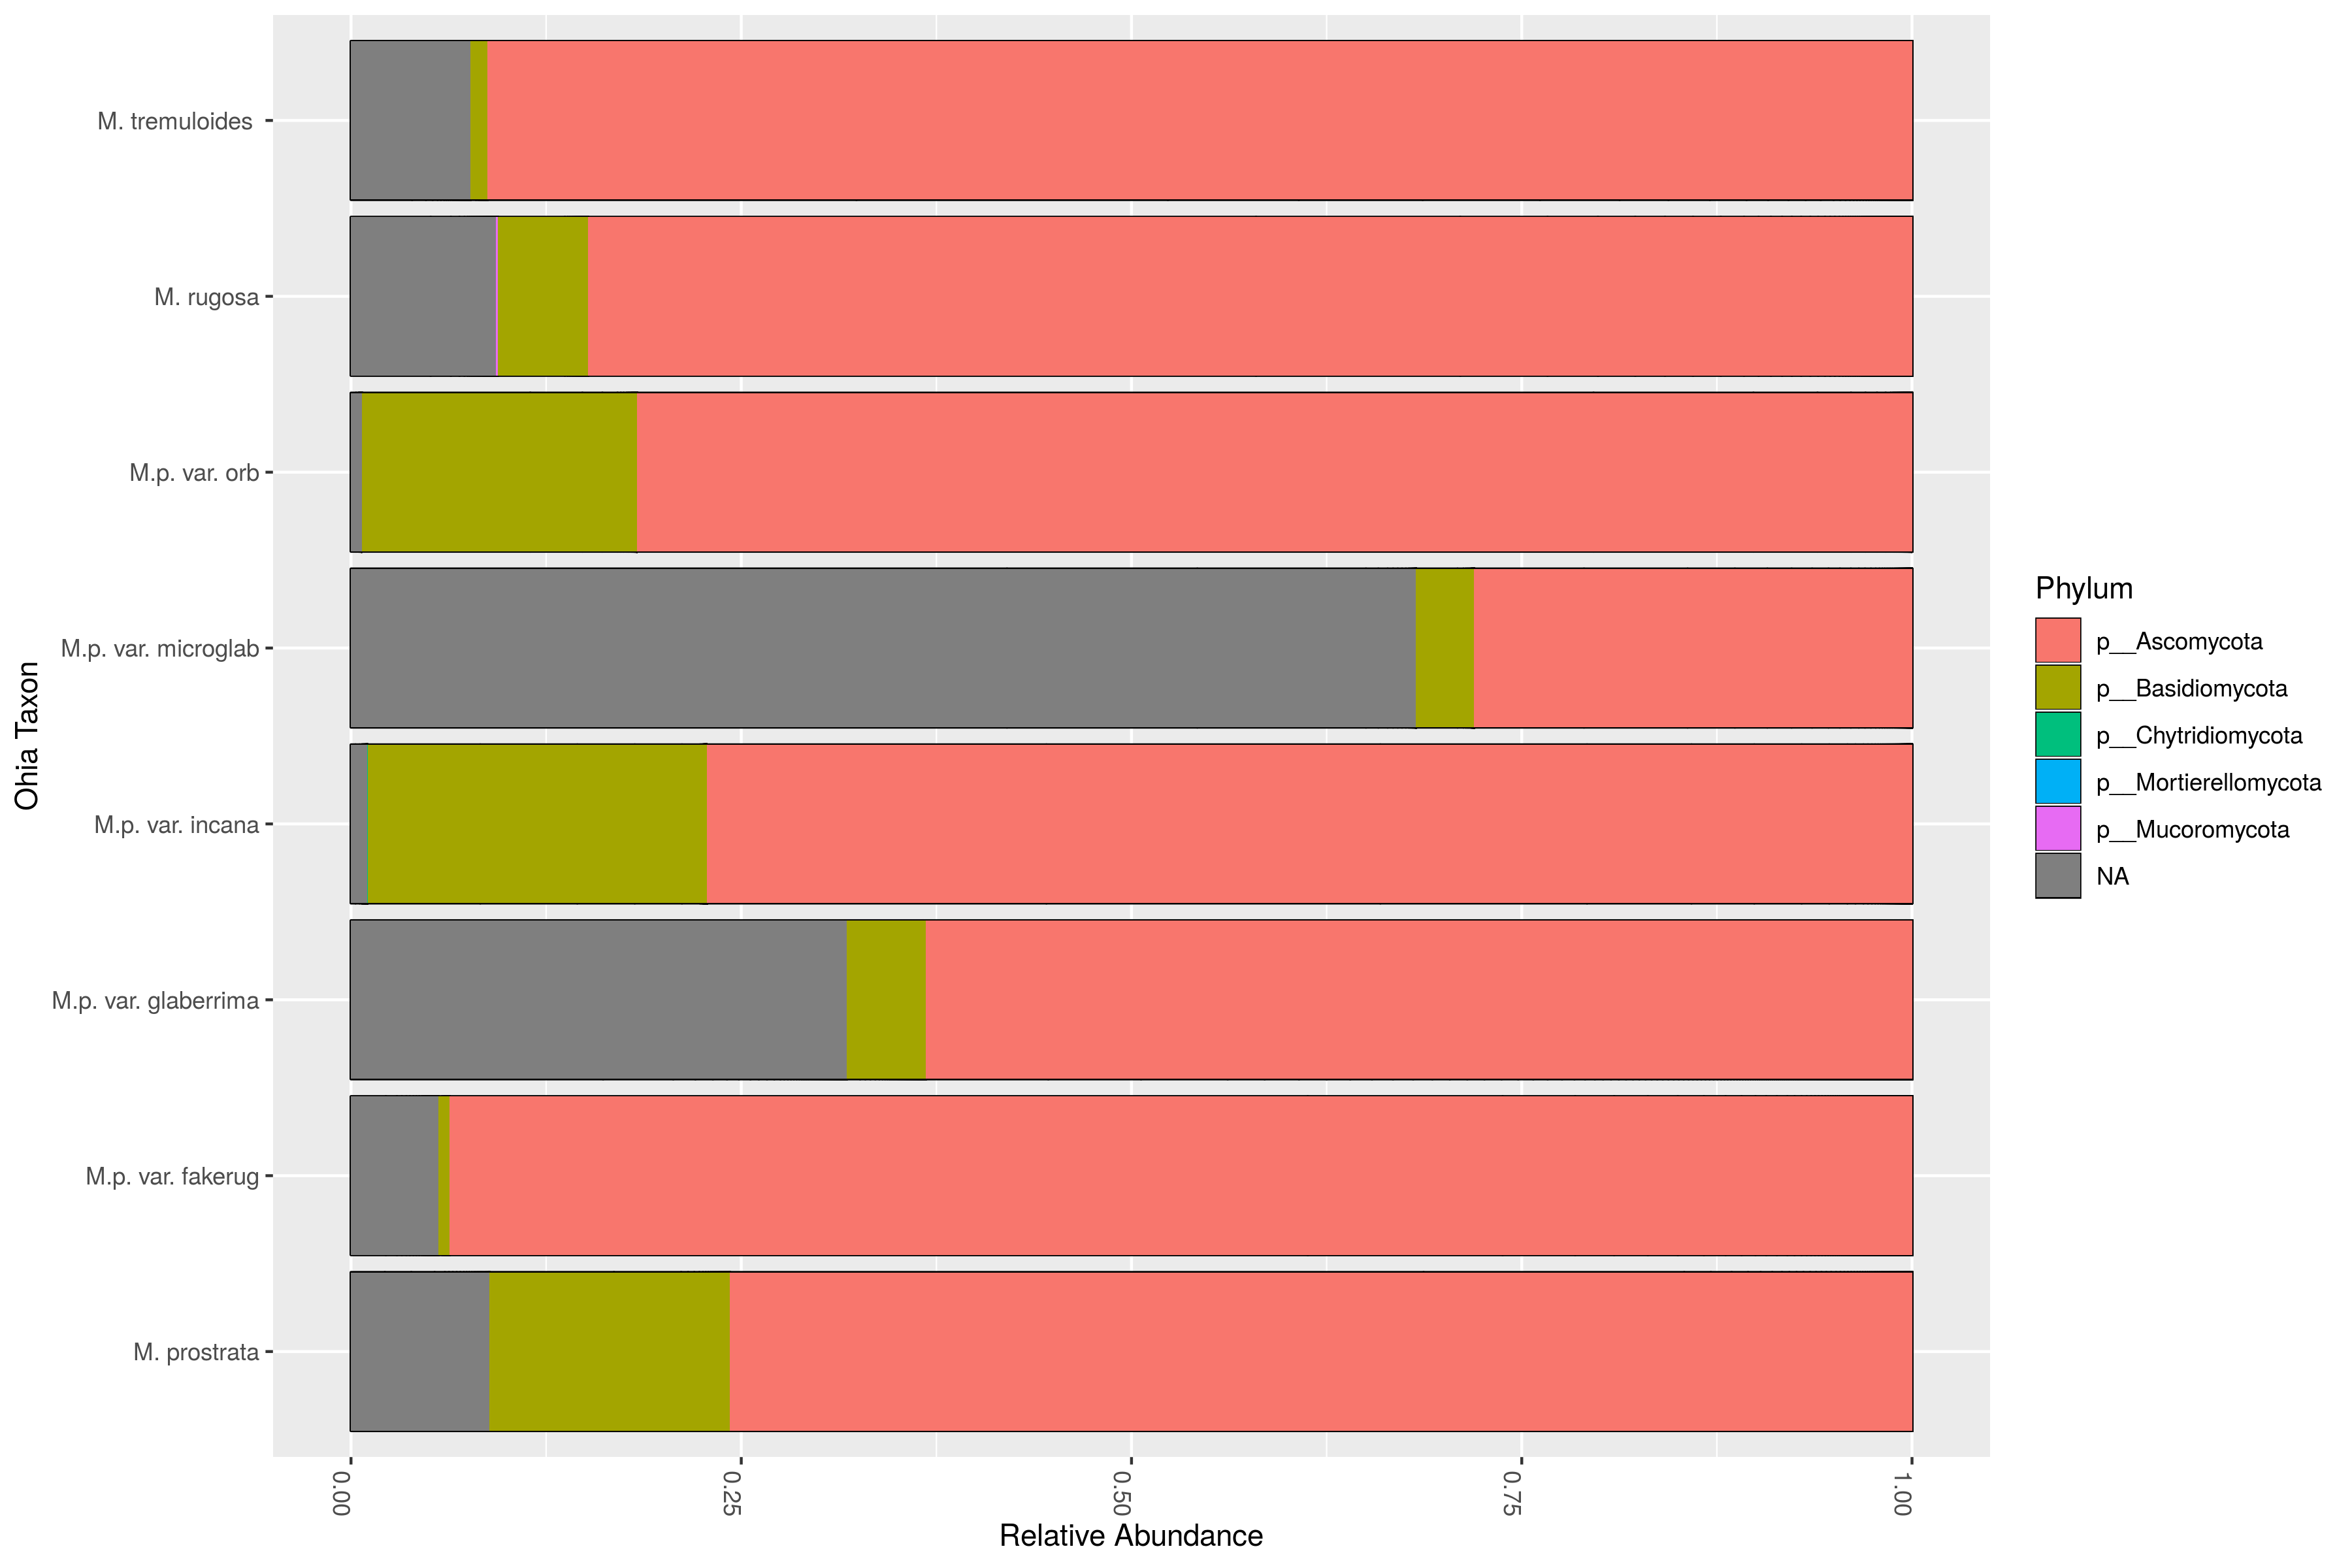 Ohia Taxon
M. tremuloides
M. rugosa
M.p. var. orb
M.p. var. microglab
M.p. var. incana
M.p. var. glaberrima
M.p. var. fakerug
M. prostrata
0.00
0.25
0.50
0.75
1.00
Relative Abundance
Phylum
p__Ascomycota
p__Basidiomycota
p__Chytridiomycota
p__Mortierellomycota
p__Mucoromycota
NA